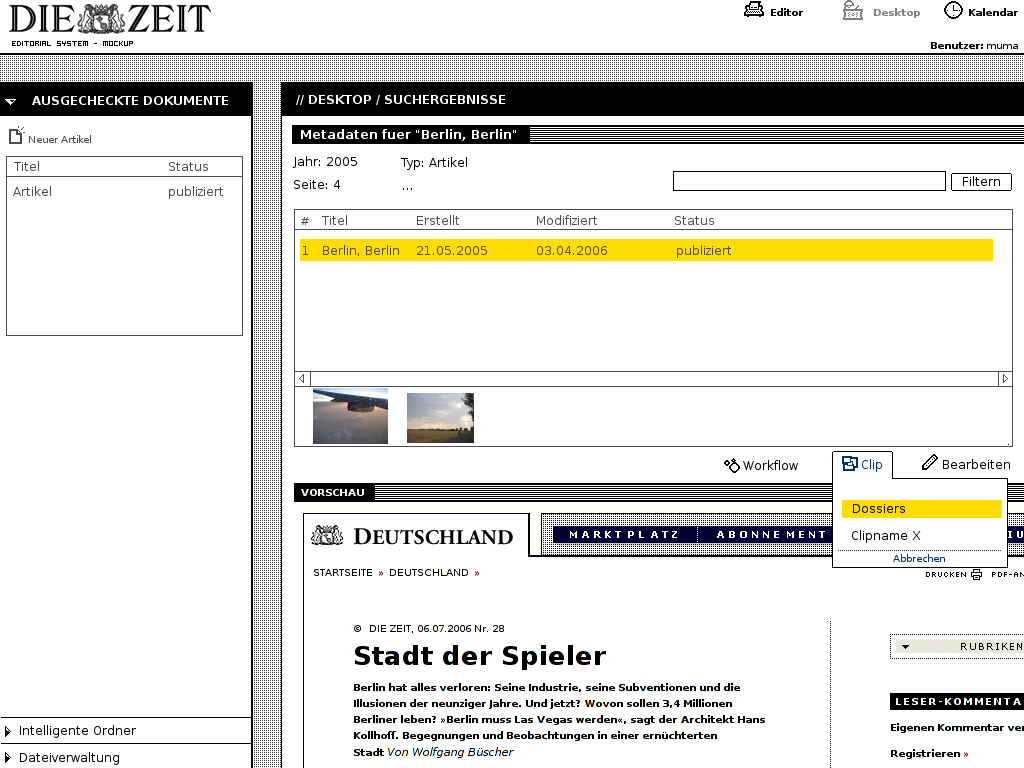 DIE ZEIT
EDITORIAL SYSTEM - MOCKUP
Editor
Desktop
Kalendar
Benutzer: muma
AUSGECHECKTE DOKUMENTE
Neuer Artikel
Titel Status
Artikel publiziert
Intelligente Ordner
Dateiverwaltung
// DESKTOP / SUCHERGEBNISSE
Metadaten fuer "Berlin, Berlin"
Jahr: 2005 Typ: Artikel
Seite: 4 ...
Filtern
# Titel Erstellt Modifiziert Status
1 Berlin, Berlin 21.05.2005 03.04.2006 publiziert
Workflow Clip Bearbeiten
Dossiers
Clipname X
Abbrechen
VORSCHAU
DEUTSCHLAND
MARKTPLATZ ABONNEMENT
STARTSEITE » DEUTSCHLAND »
DRUCKEN PDF-AN
© DIE ZEIT, 06.07.2006 Nr. 28
Stadt der Spieler
Berlin hat alles verloren: Seine Industrie, seine Subventionen und die
Illusionen der neunziger Jahre. Und jetzt? Wovon sollen 3,4 Millionen
Berliner leben? »Berlin muss Las Vegas werden«, sagt der Architekt Hans
Kollhoff. Begegnungen und Beobachtungen in einer ernüchterten
Stadt Von Wolfgang Büscher
RUBRIKEN
LESER-KOMMENTA
Eigenen Kommentar ver
Registrieren »